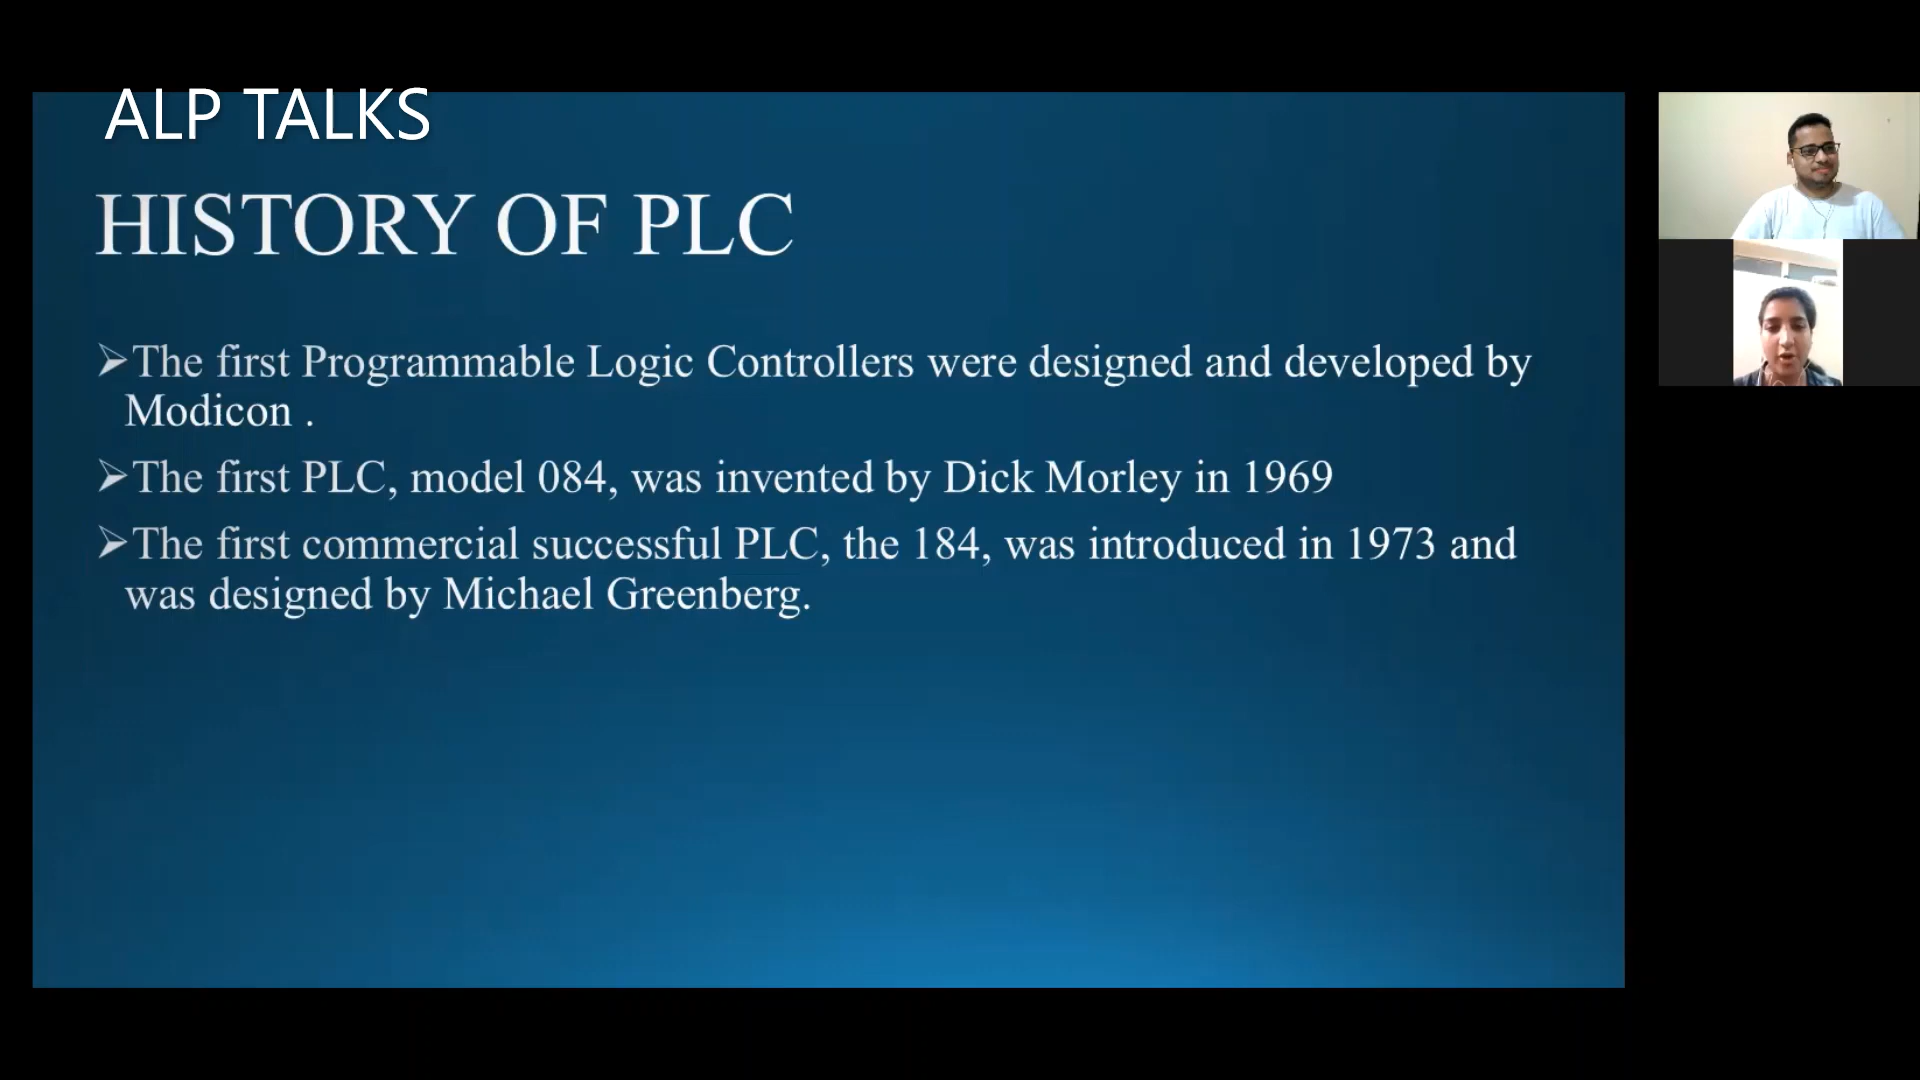 ALP TALKS
HISTORY OF PLC
➢The first Programmable Logic Controllers were designed and developed by
Modicon .
➢The first PLC, model 084, was invented by Dick Morley in 1969
➢The first commercial successful PLC, the 184, was introduced in 1973 and
was designed by Michael Greenberg.